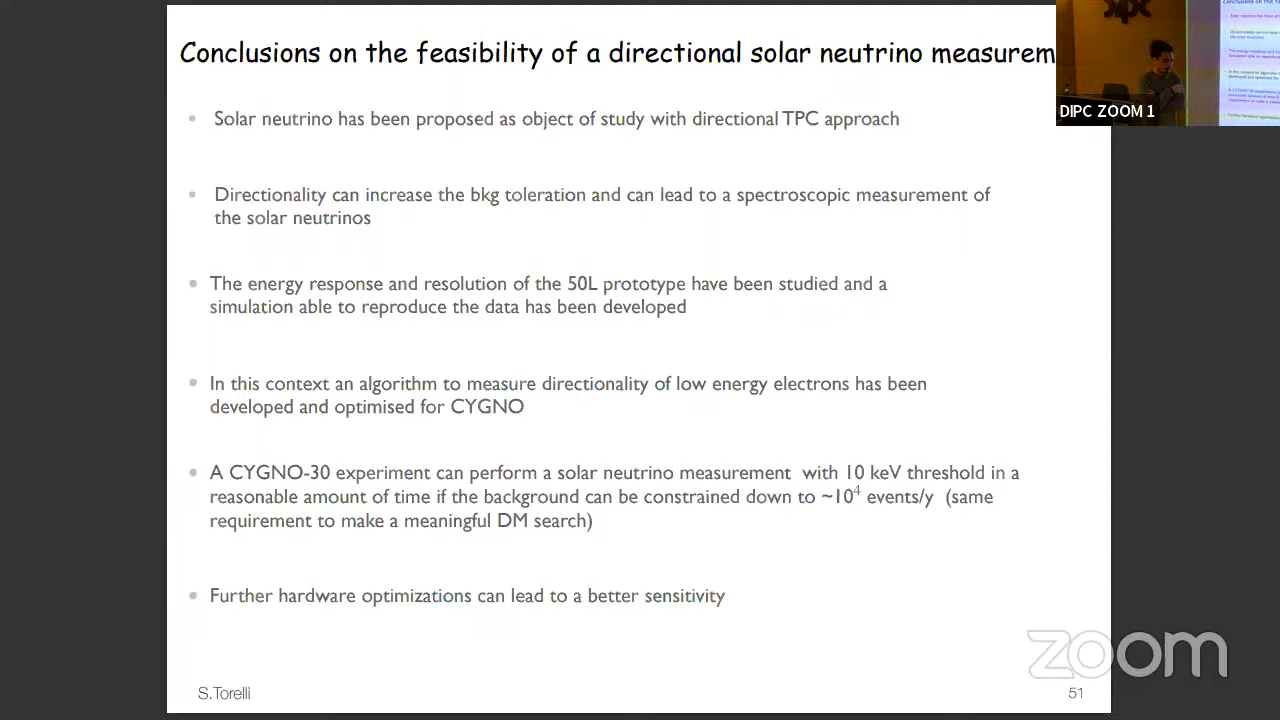 Conclusions on the feasibility of a directional solar neutrino measurem
DIPC ZOOM 1
Solar neutrino has been proposed as object of study with directional TPC approach
Directionality can increase the bkg toleration and can lead to a spectroscopic measurement of
the solar neutrinos
The energy response and resolution of the 50L prototype have been studied and a
simulation able to reproduce the data has been developed
In this context an algorithm to measure directionality of low energy electrons has been
developed and optimised for CYGNO
A CYGNO-30 experiment can perform a solar neutrino measurement with 10 keV threshold in a
reasonable amount of time if the background can be constrained down to ~10⁴ events/y (same
requirement to make a meaningful DM search)
Further hardware optimizations can lead to a better sensitivity
zoom
S.Torelli
51